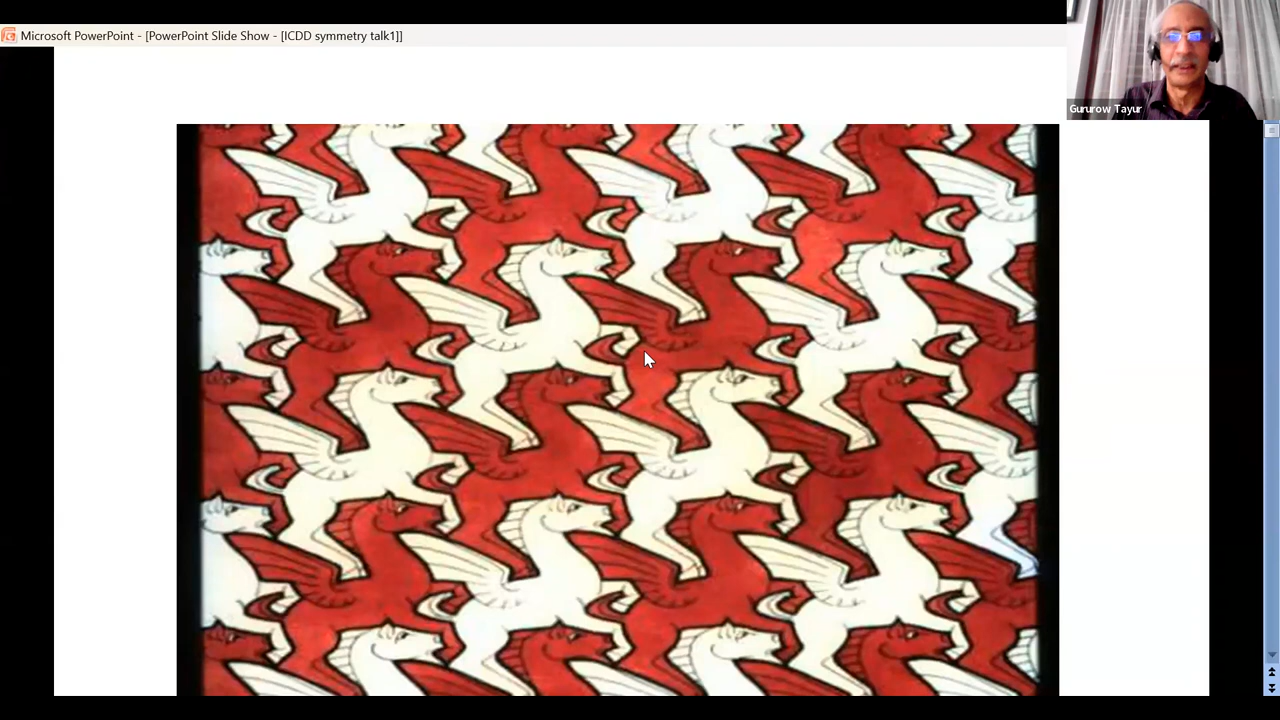 Microsoft PowerPoint - [PowerPoint Slide Show - [ICDD symmetry talk1]]
Gururow Tayur